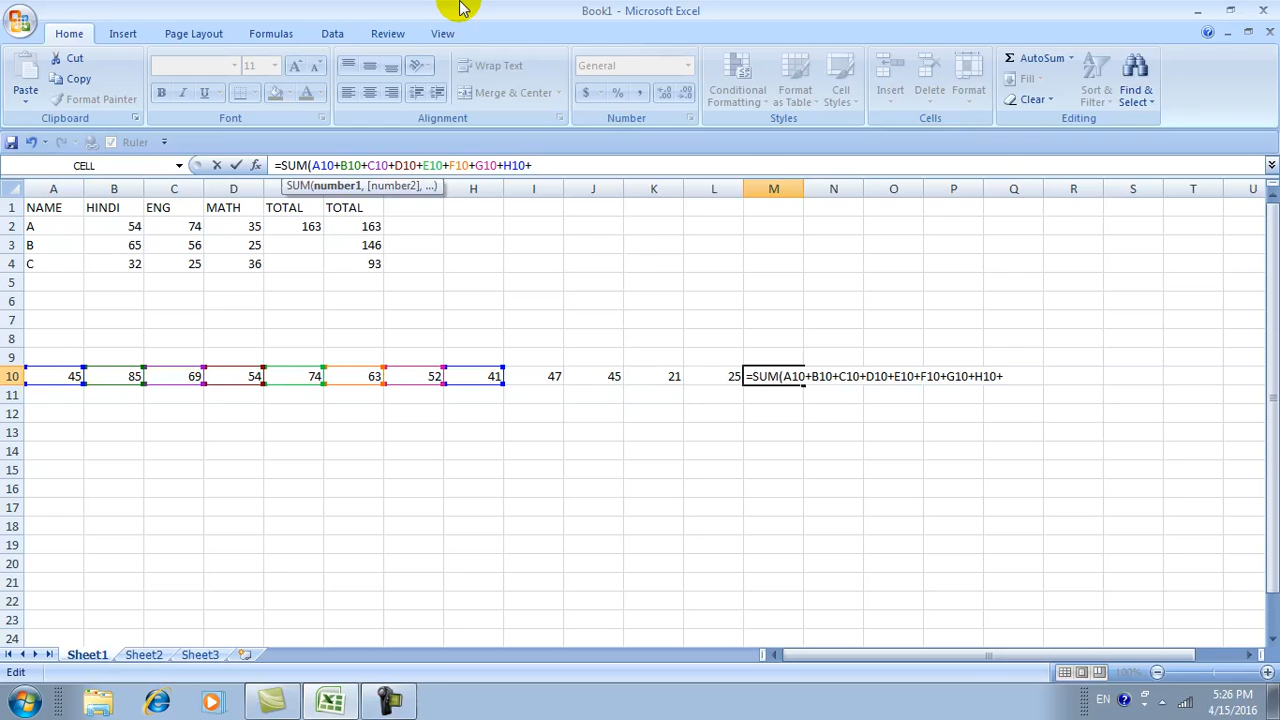 Book1 - Microsoft Excel
Home Insert Page Layout Formulas Data Review View
Cut
Copy
Format Painter
Paste
Clipboard
11
B I U A
Font
Wrap Text
Merge & Center
Alignment
General
$ % ,
Number
Conditional Formatting
Format as Table
Cell Styles
Styles
Insert Delete Format
Cells
Σ AutoSum
Fill
Clear
Sort & Filter
Find & Select
Editing
Ruler
CELL
fx =SUM(A10+B10+C10+D10+E10+F10+G10+H10+
SUM(number1, [number2], ...)
A B C D H I J K L M N O P Q R S T U
1 NAME HINDI ENG MATH TOTAL TOTAL
2 A 54 74 35 163 163
3 B 65 56 25 146
4 C 32 25 36 93
5
6
7
8
9
10 45 85 69 54 74 63 52 41 47 45 21 25 =SUM(A10+B10+C10+D10+E10+F10+G10+H10+
11
12
13
14
15
16
17
18
19
20
21
22
23
24
Sheet1 Sheet2 Sheet3
Edit
100%
EN
5:26 PM
4/15/2016